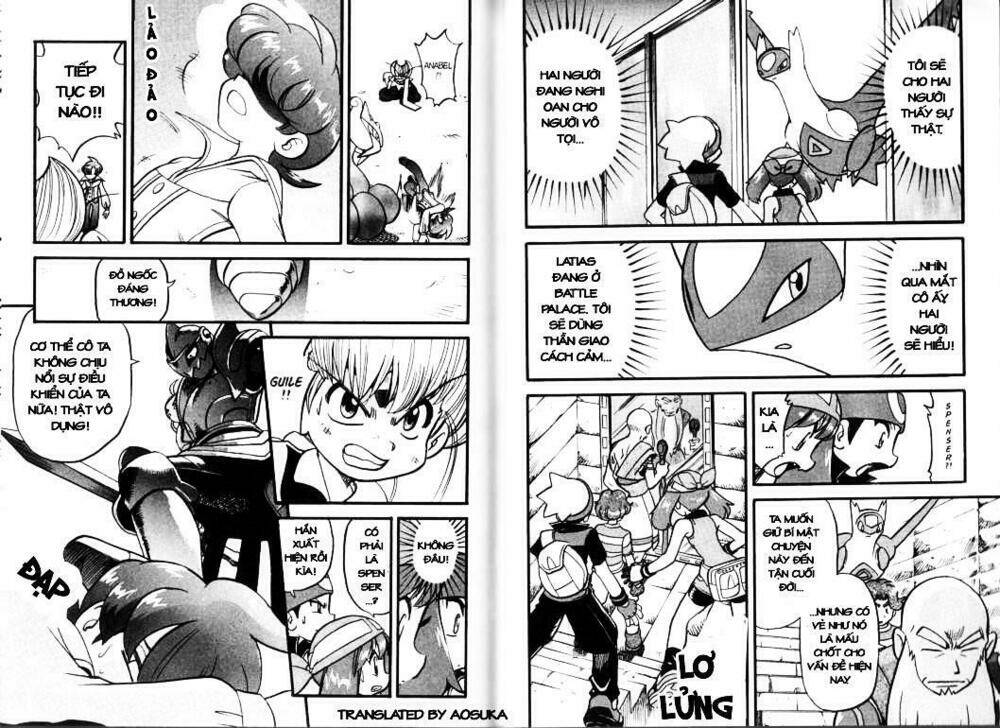 TÔI SẼ
CHO HAI
NGƯỜI
THẤY SỰ
THẬT.
HAI NGƯỜI
ĐANG NGHI
OAN CHO
NGƯỜI VÔ
TỘI...
...NHÌN
QUA MẮT
CÔ ẤY
HAI
NGƯỜI
SẼ HIỂU!
LATIAS
ĐANG Ở
BATTLE
PALACE. TÔI
SẼ DÙNG
THẦN GIAO
CÁCH CẢM...
SPENSER?!
KIA
LÀ ...
LƠ
LỬNG
TA MUỐN
GIỮ BÍ MẬT
CHUYỆN
NÀY ĐẾN
TẬN CUỐI
ĐỜI...
...NHƯNG CÓ
VẺ NHƯ NÓ
LÀ MẤU
CHỐT CHO
VẤN ĐỀ HIỆN
NAY
ANABEL
!!
LẢO ĐẢO
TIẾP
TỤC ĐI
NÀO!!
ĐỒ NGỐC
ĐÁNG
THƯƠNG!
CƠ THỂ CÔ TA
KHÔNG CHỊU
NỔI SỰ ĐIỀU
KHIỂN CỦA TA
NỮA! THẬT VÔ
DỤNG!
GUILE
!!
ĐẠP
KHÔNG
ĐÂU!
CÓ
PHẢI
LÀ
SPEN
SER
...?
HẮN
XUẤT
HIỆN RỒI
KÌA!
TRANSLATED BY AOSUKA